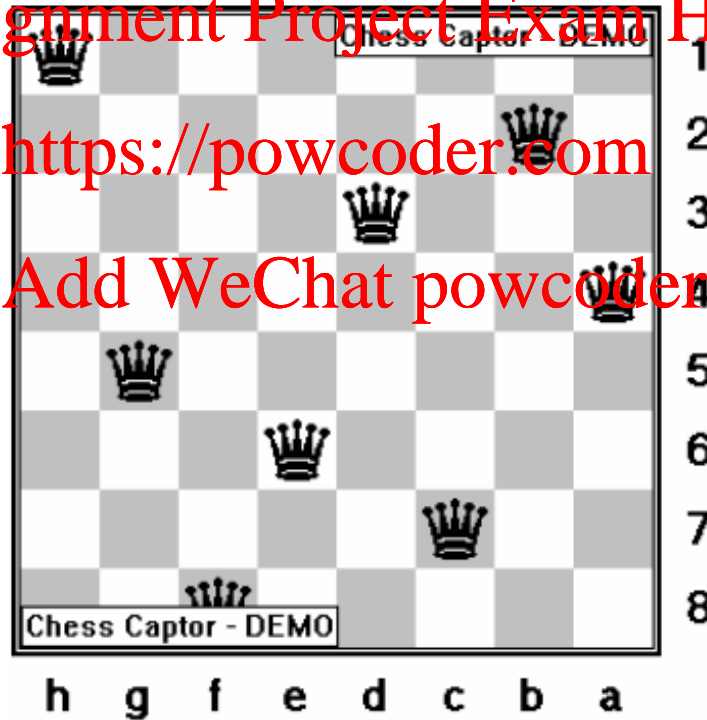 gnment Project Exam H
Chess Captor - DEMO
1
https://powcoder.com
2
3
Add WeChat powcoder
4
5
6
7
8
Chess Captor - DEMO
h g f e d c b a